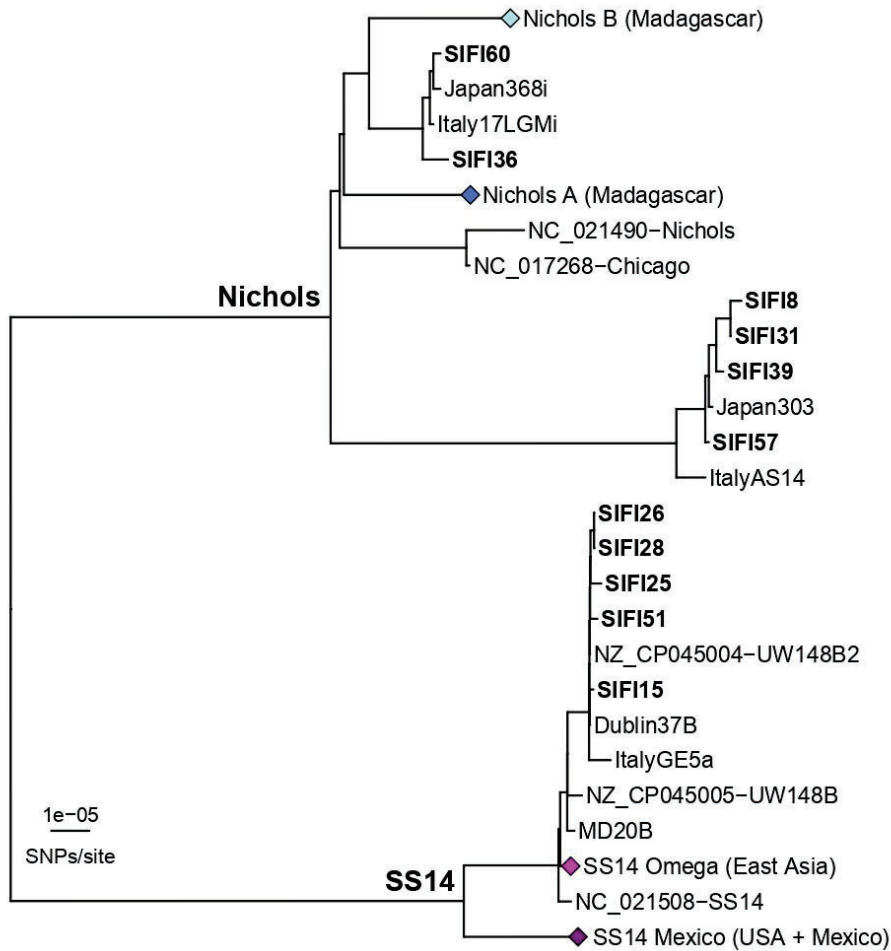 Nichols B (Madagascar)
SIFI60
Japan368i
Italy17LGMi
SIFI36
Nichols A (Madagascar)
NC_021490−Nichols
NC_017268−Chicago
Nichols
SIFI8
SIFI31
SIFI39
Japan303
SIFI57
ItalyAS14
SIFI26
SIFI28
SIFI25
SIFI51
NZ_CP045004−UW148B2
SIFI15
Dublin37B
ItalyGE5a
NZ_CP045005−UW148B
1e−05
MD20B
SNPs/site
SS14 Omega (East Asia)
SS14
NC_021508−SS14
SS14 Mexico (USA + Mexico)